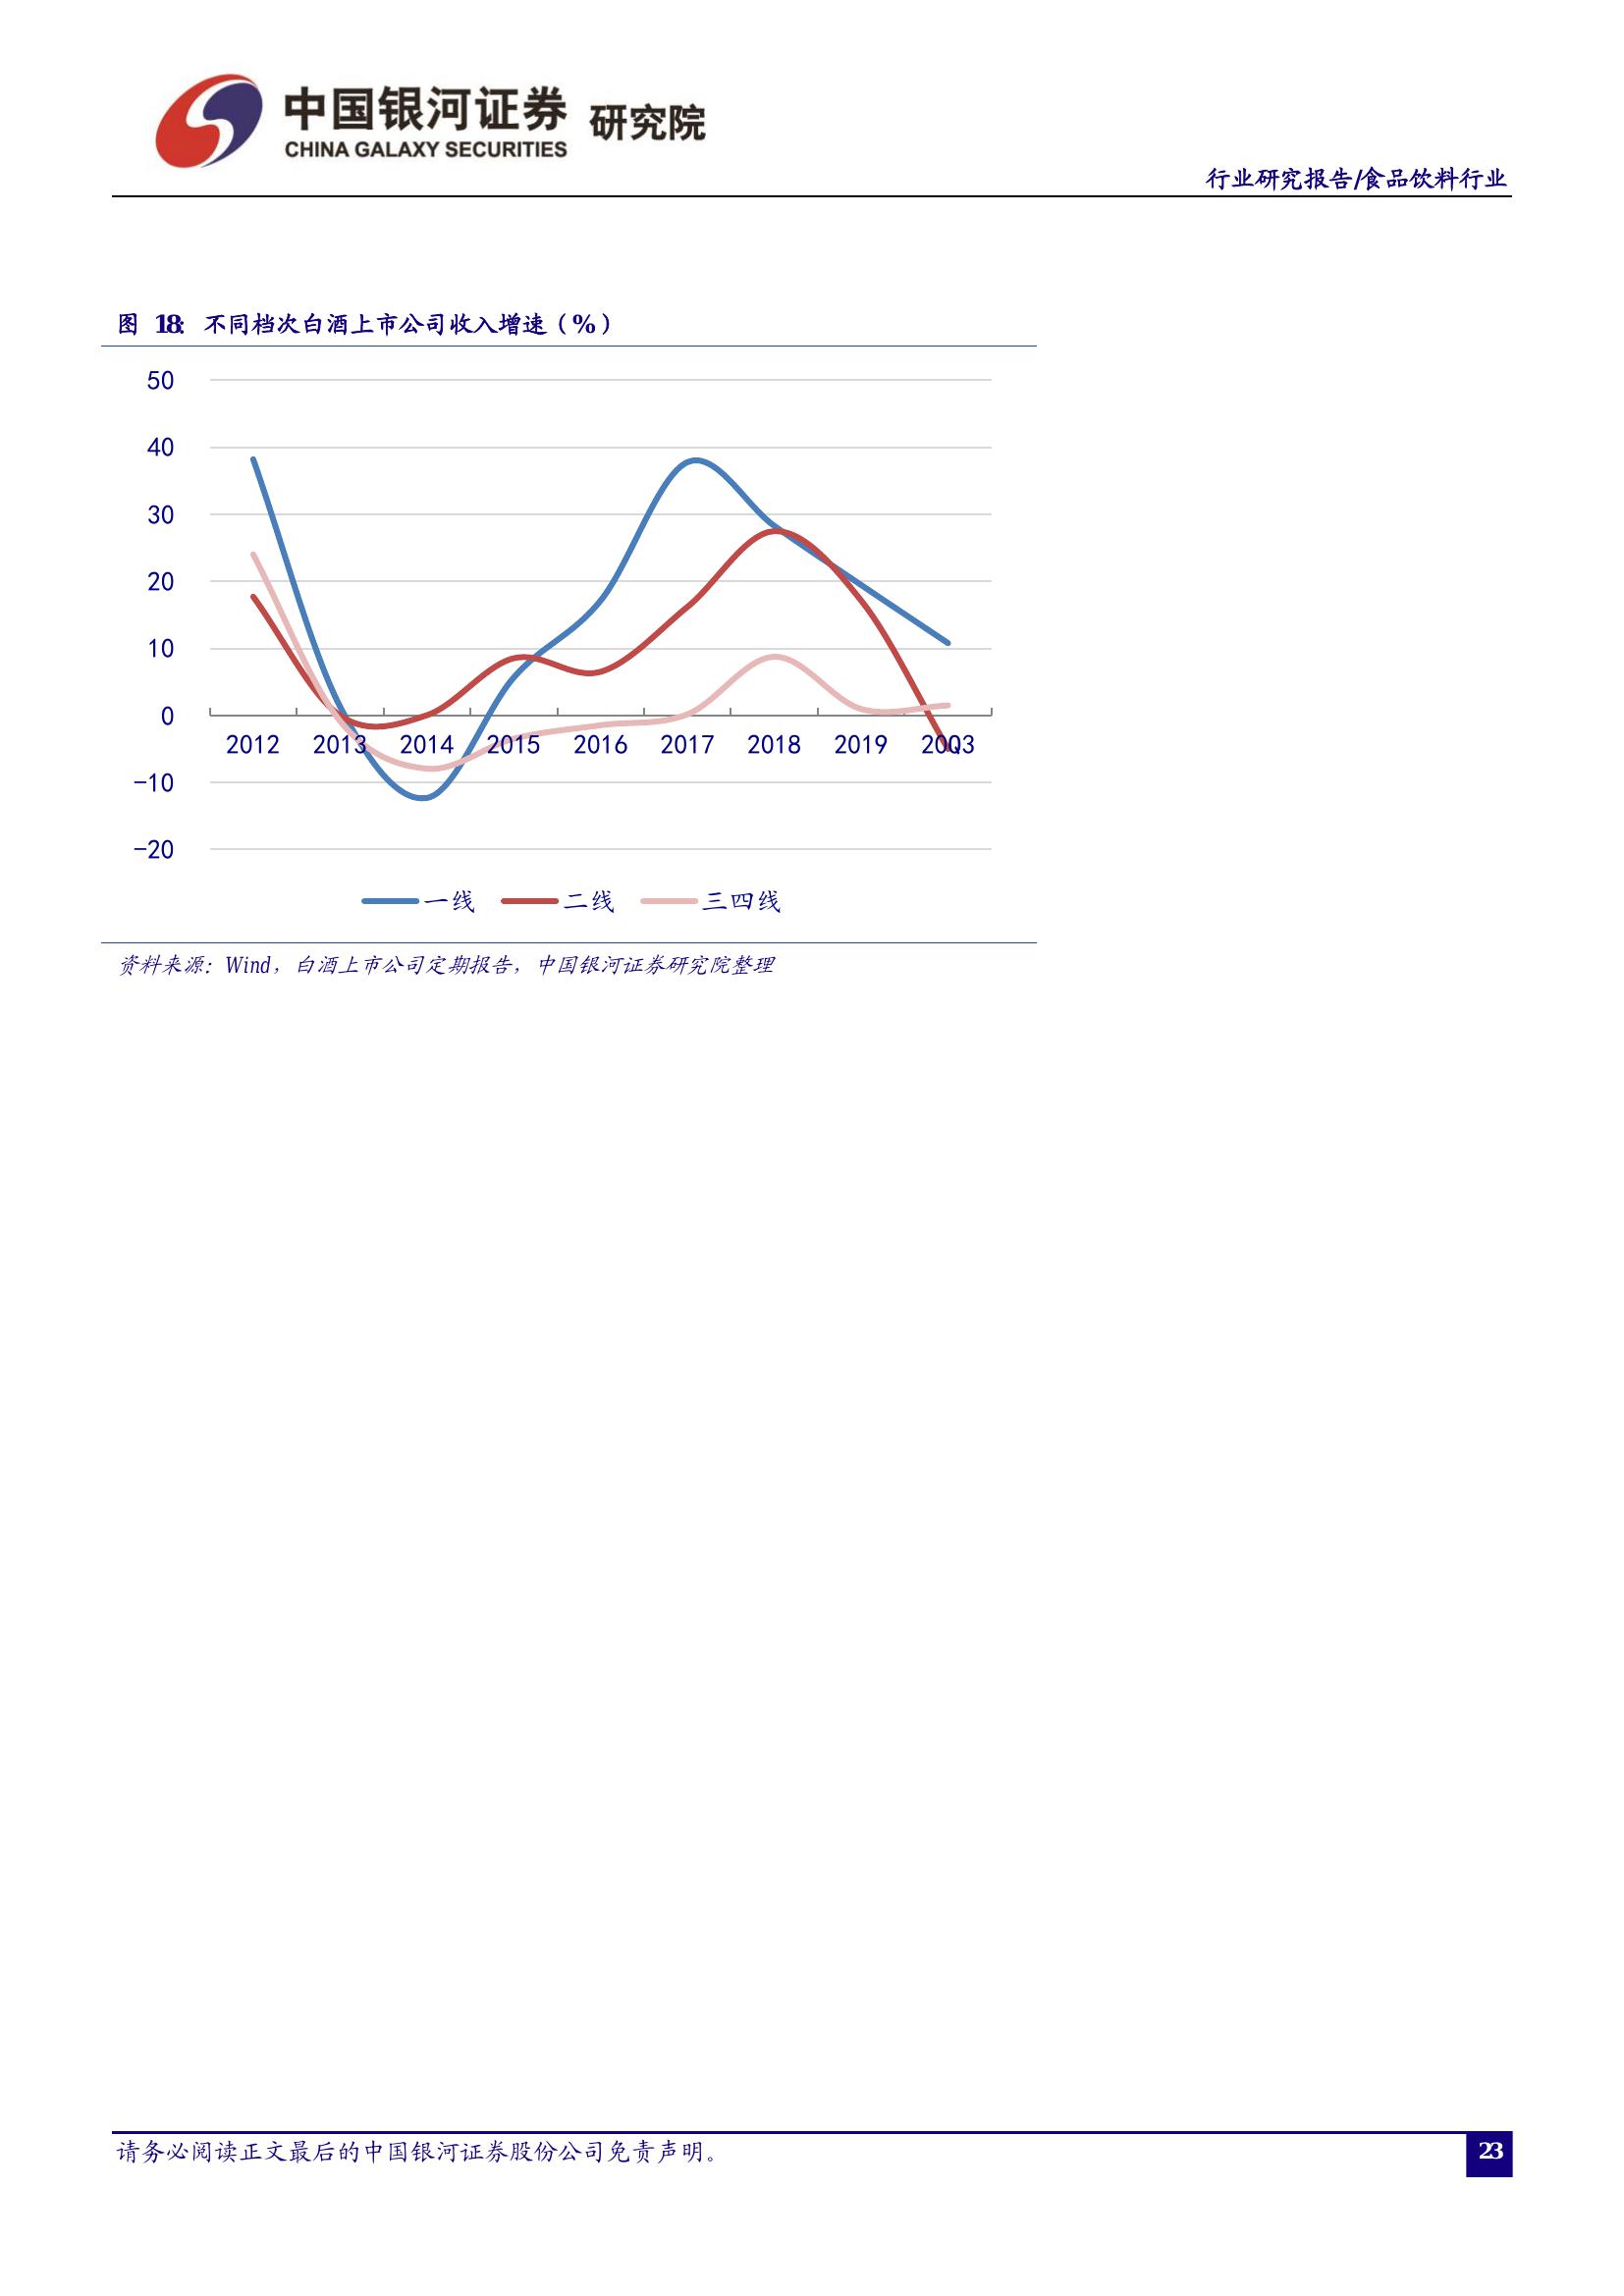 中国银河证券 研究院
CHINA GALAXY SECURITIES
行业研究报告/食品饮料行业
图 18: 不同档次白酒上市公司收入增速（%）
50
40
30
20
10
0
-10
-20
2012 2013 2014 2015 2016 2017 2018 2019 20Q3
一线 二线 三四线
资料来源：Wind，白酒上市公司定期报告，中国银河证券研究院整理
请务必阅读正文最后的中国银河证券股份公司免责声明。
23